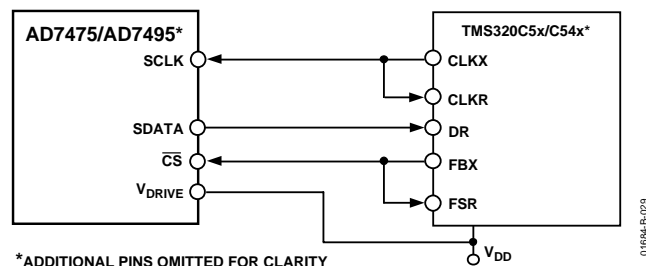 AD7475/AD7495*
TMS320C5x/C54x*
SCLK
CLKX
CLKR
SDATA
DR
CS
FBX
VDRIVE
FSR
VDD
*ADDITIONAL PINS OMITTED FOR CLARITY
01684-B-029